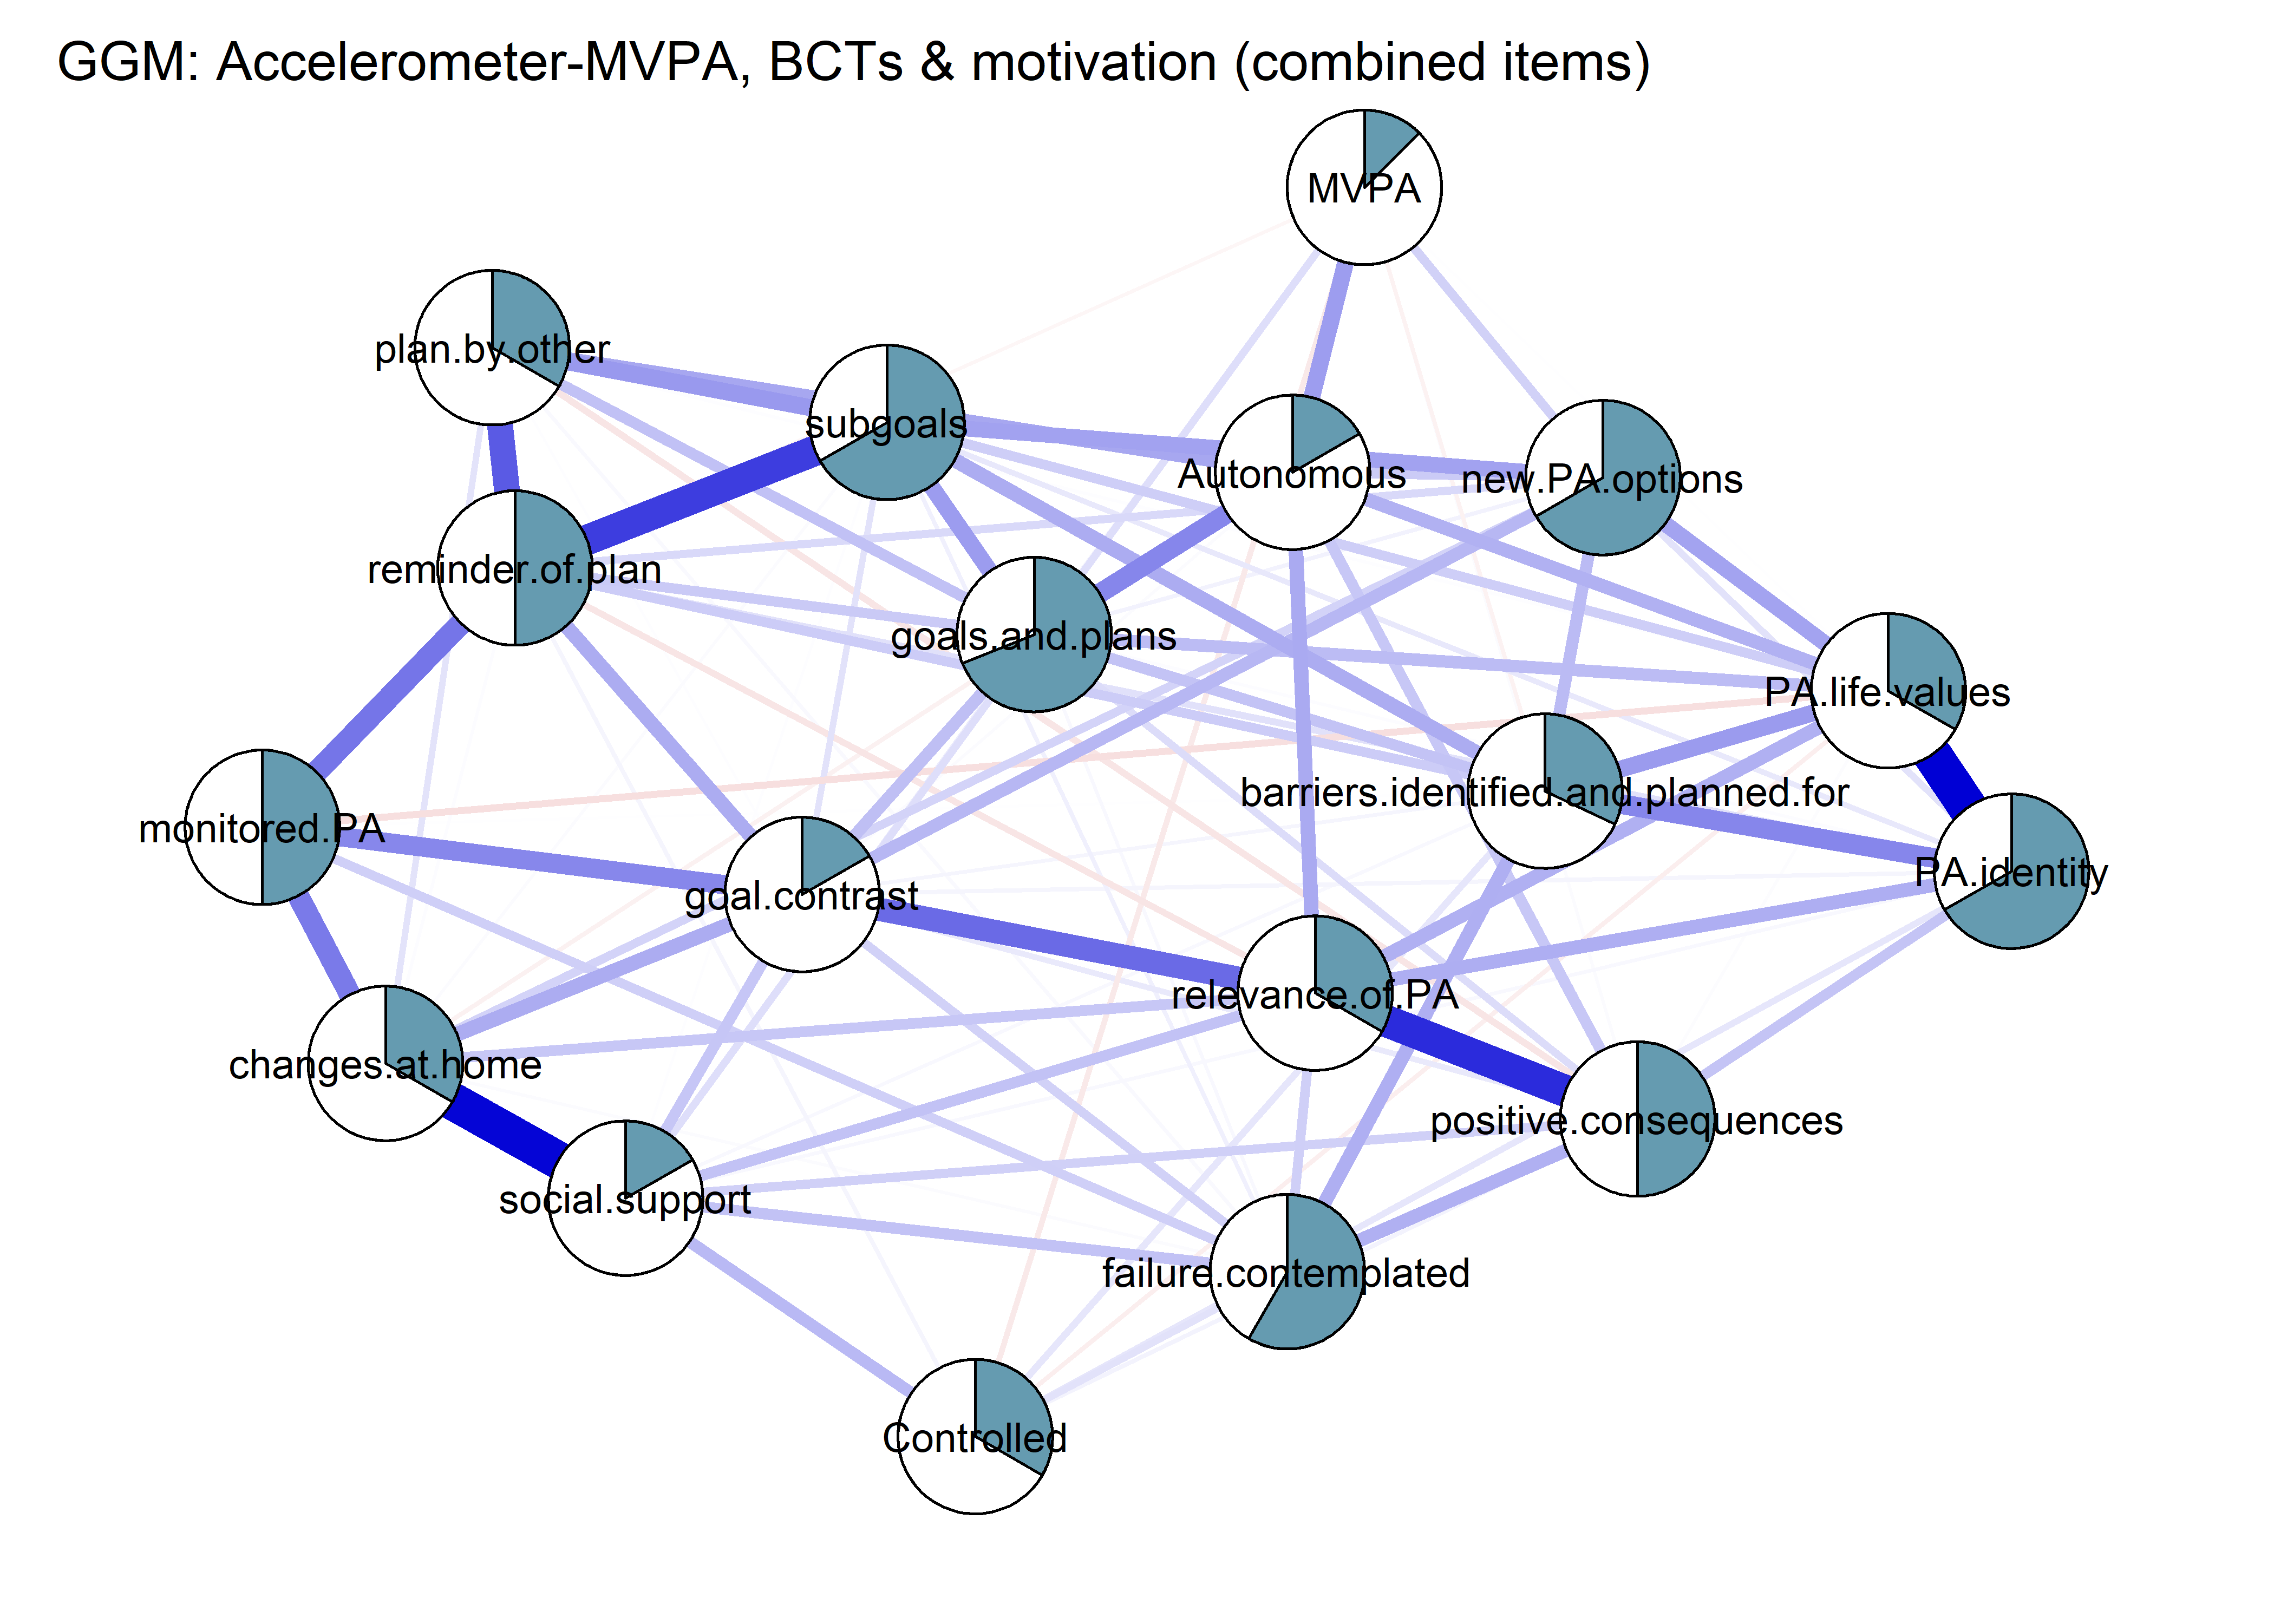 GGM: Accelerometer-MVPA, BCTs & motivation (combined items)
MVPA
plan.by.other
subgoals
Autonomous
new.PA.options
reminder.of.plan
goals.and.plans
PA.life.values
barriers.identified.and.planned.for
monitored.PA
PA.identity
goal.contrast
relevance.of.PA
changes.at.home
positive.consequences
social.support
failure.contemplated
Controlled